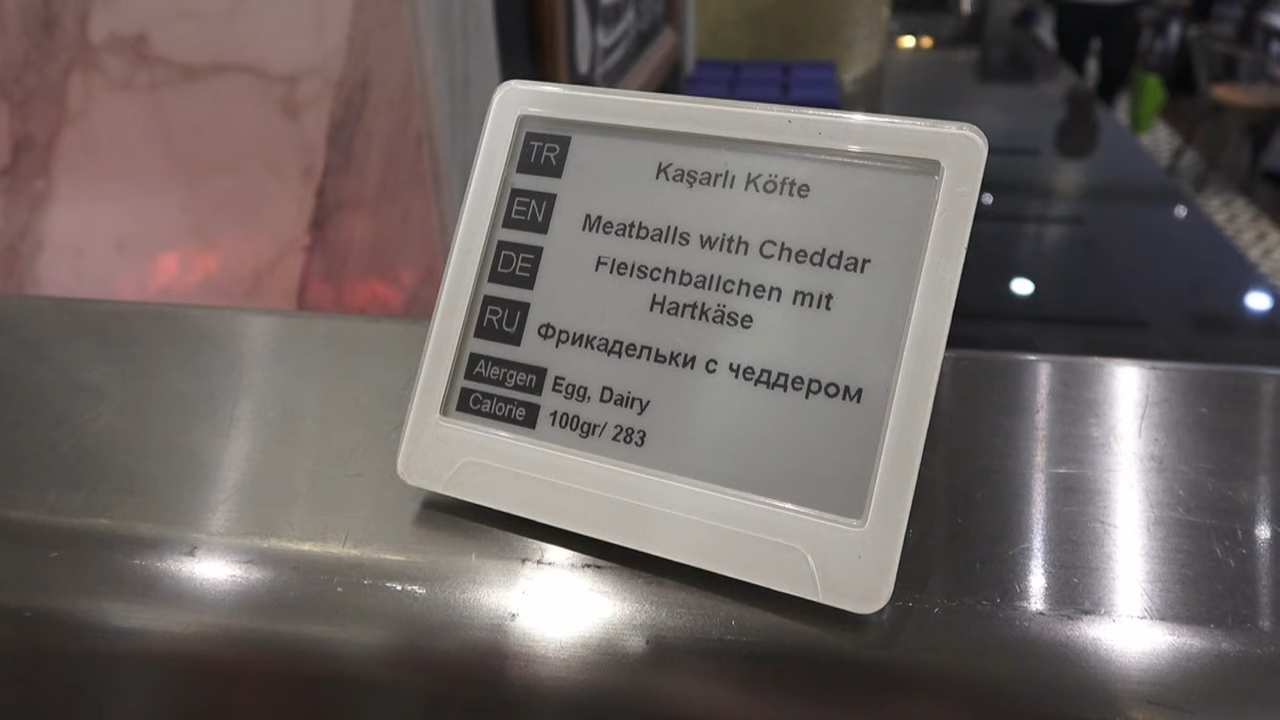 TR Kaşarlı Köfte
EN Meatballs with Cheddar
DE Fleischbällchen mit
Hartkäse
RU Фрикадельки с чеддером
Alergen Egg, Dairy
Calorie 100gr/ 283